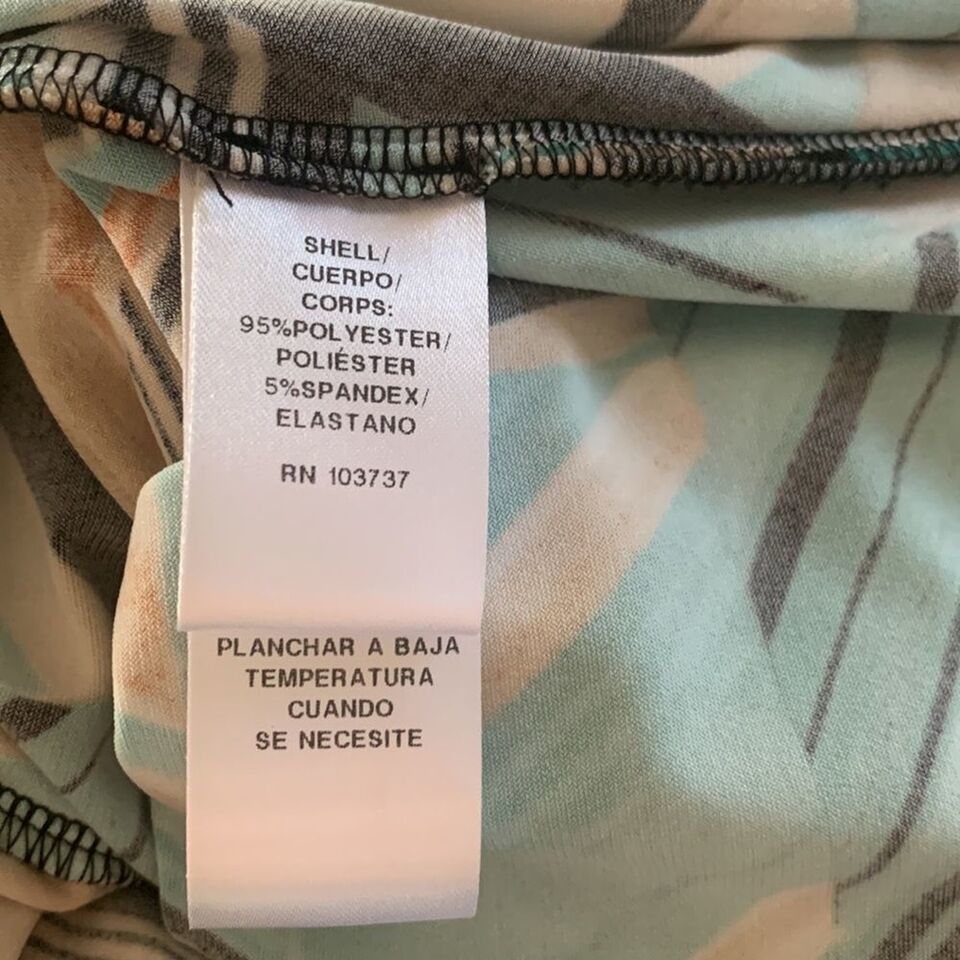 SHELL/
CUERPO/
CORPS:
95%POLYESTER/
POLIÉSTER
5%SPANDEX/
ELASTANO
RN 103737
PLANCHAR A BAJA
TEMPERATURA
CUANDO
SE NECESITE